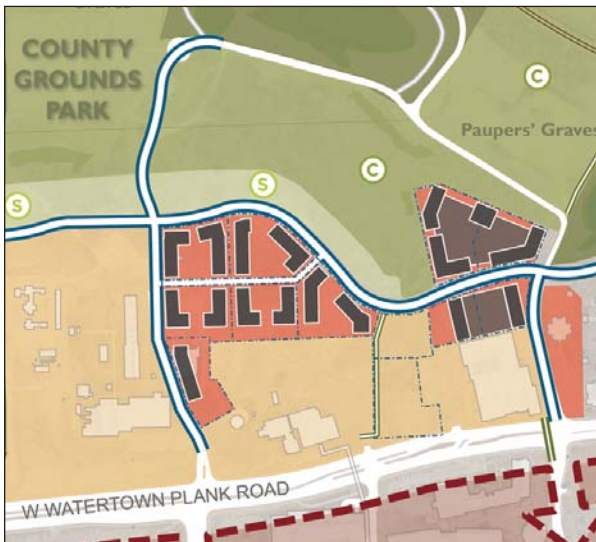 COUNTY
GROUNDS
PARK
C
Paupers' Graves
C
S
S
W WATERTOWN PLANK ROAD